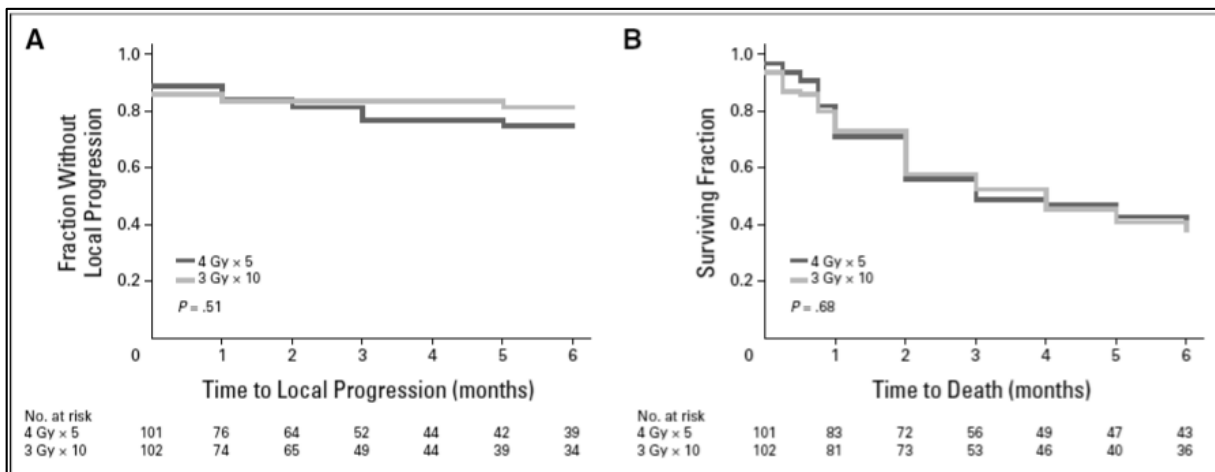 A
1.0
0.8
0.6
0.4
0.2
0
Fraction Without
Local Progression
4 Gy × 5
3 Gy × 10
P = .51
1 2 3 4 5 6
Time to Local Progression (months)
No. at risk
4 Gy × 5 101 76 64 52 44 42 39
3 Gy × 10 102 74 65 49 44 39 34
B
1.0
0.8
0.6
0.4
0.2
0
Surviving Fraction
4 Gy × 5
3 Gy × 10
P = .68
1 2 3 4 5 6
Time to Death (months)
No. at risk
4 Gy × 5 101 83 72 56 49 47 43
3 Gy × 10 102 81 73 53 46 40 36